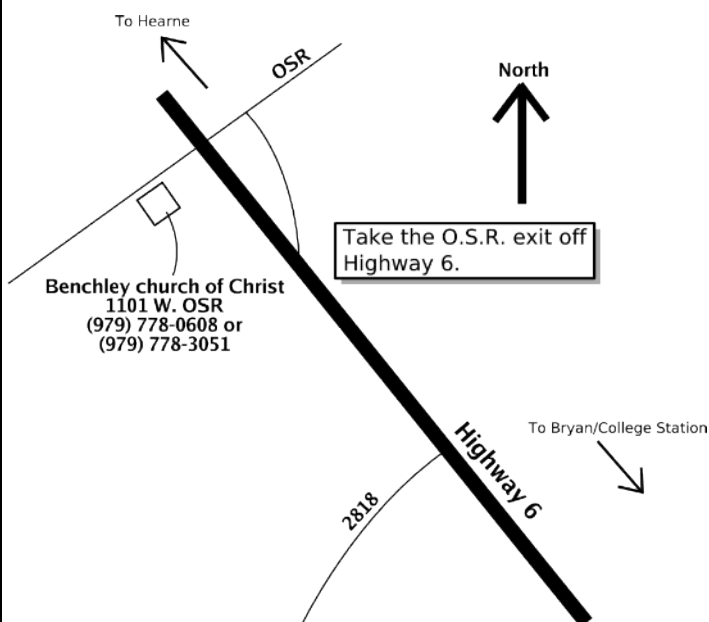 To Hearne
OSR
North
Take the O.S.R. exit off
Highway 6.
Benchley church of Christ
1101 W. OSR
(979) 778-0608 or
(979) 778-3051
Highway 6
To Bryan/College Station
2818